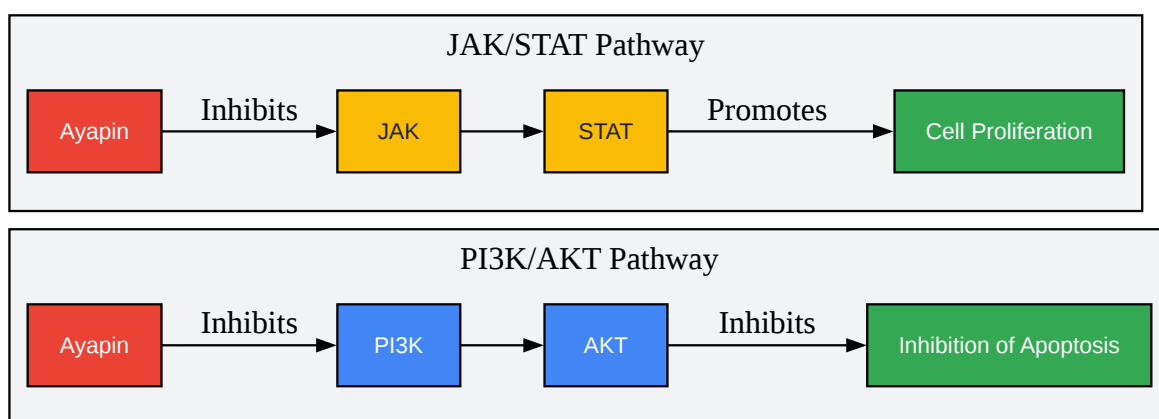 JAK/STAT Pathway
Ayapin
Inhibits
JAK
STAT
Promotes
Cell Proliferation
PI3K/AKT Pathway
Ayapin
Inhibits
PI3K
AKT
Inhibits
Inhibition of Apoptosis